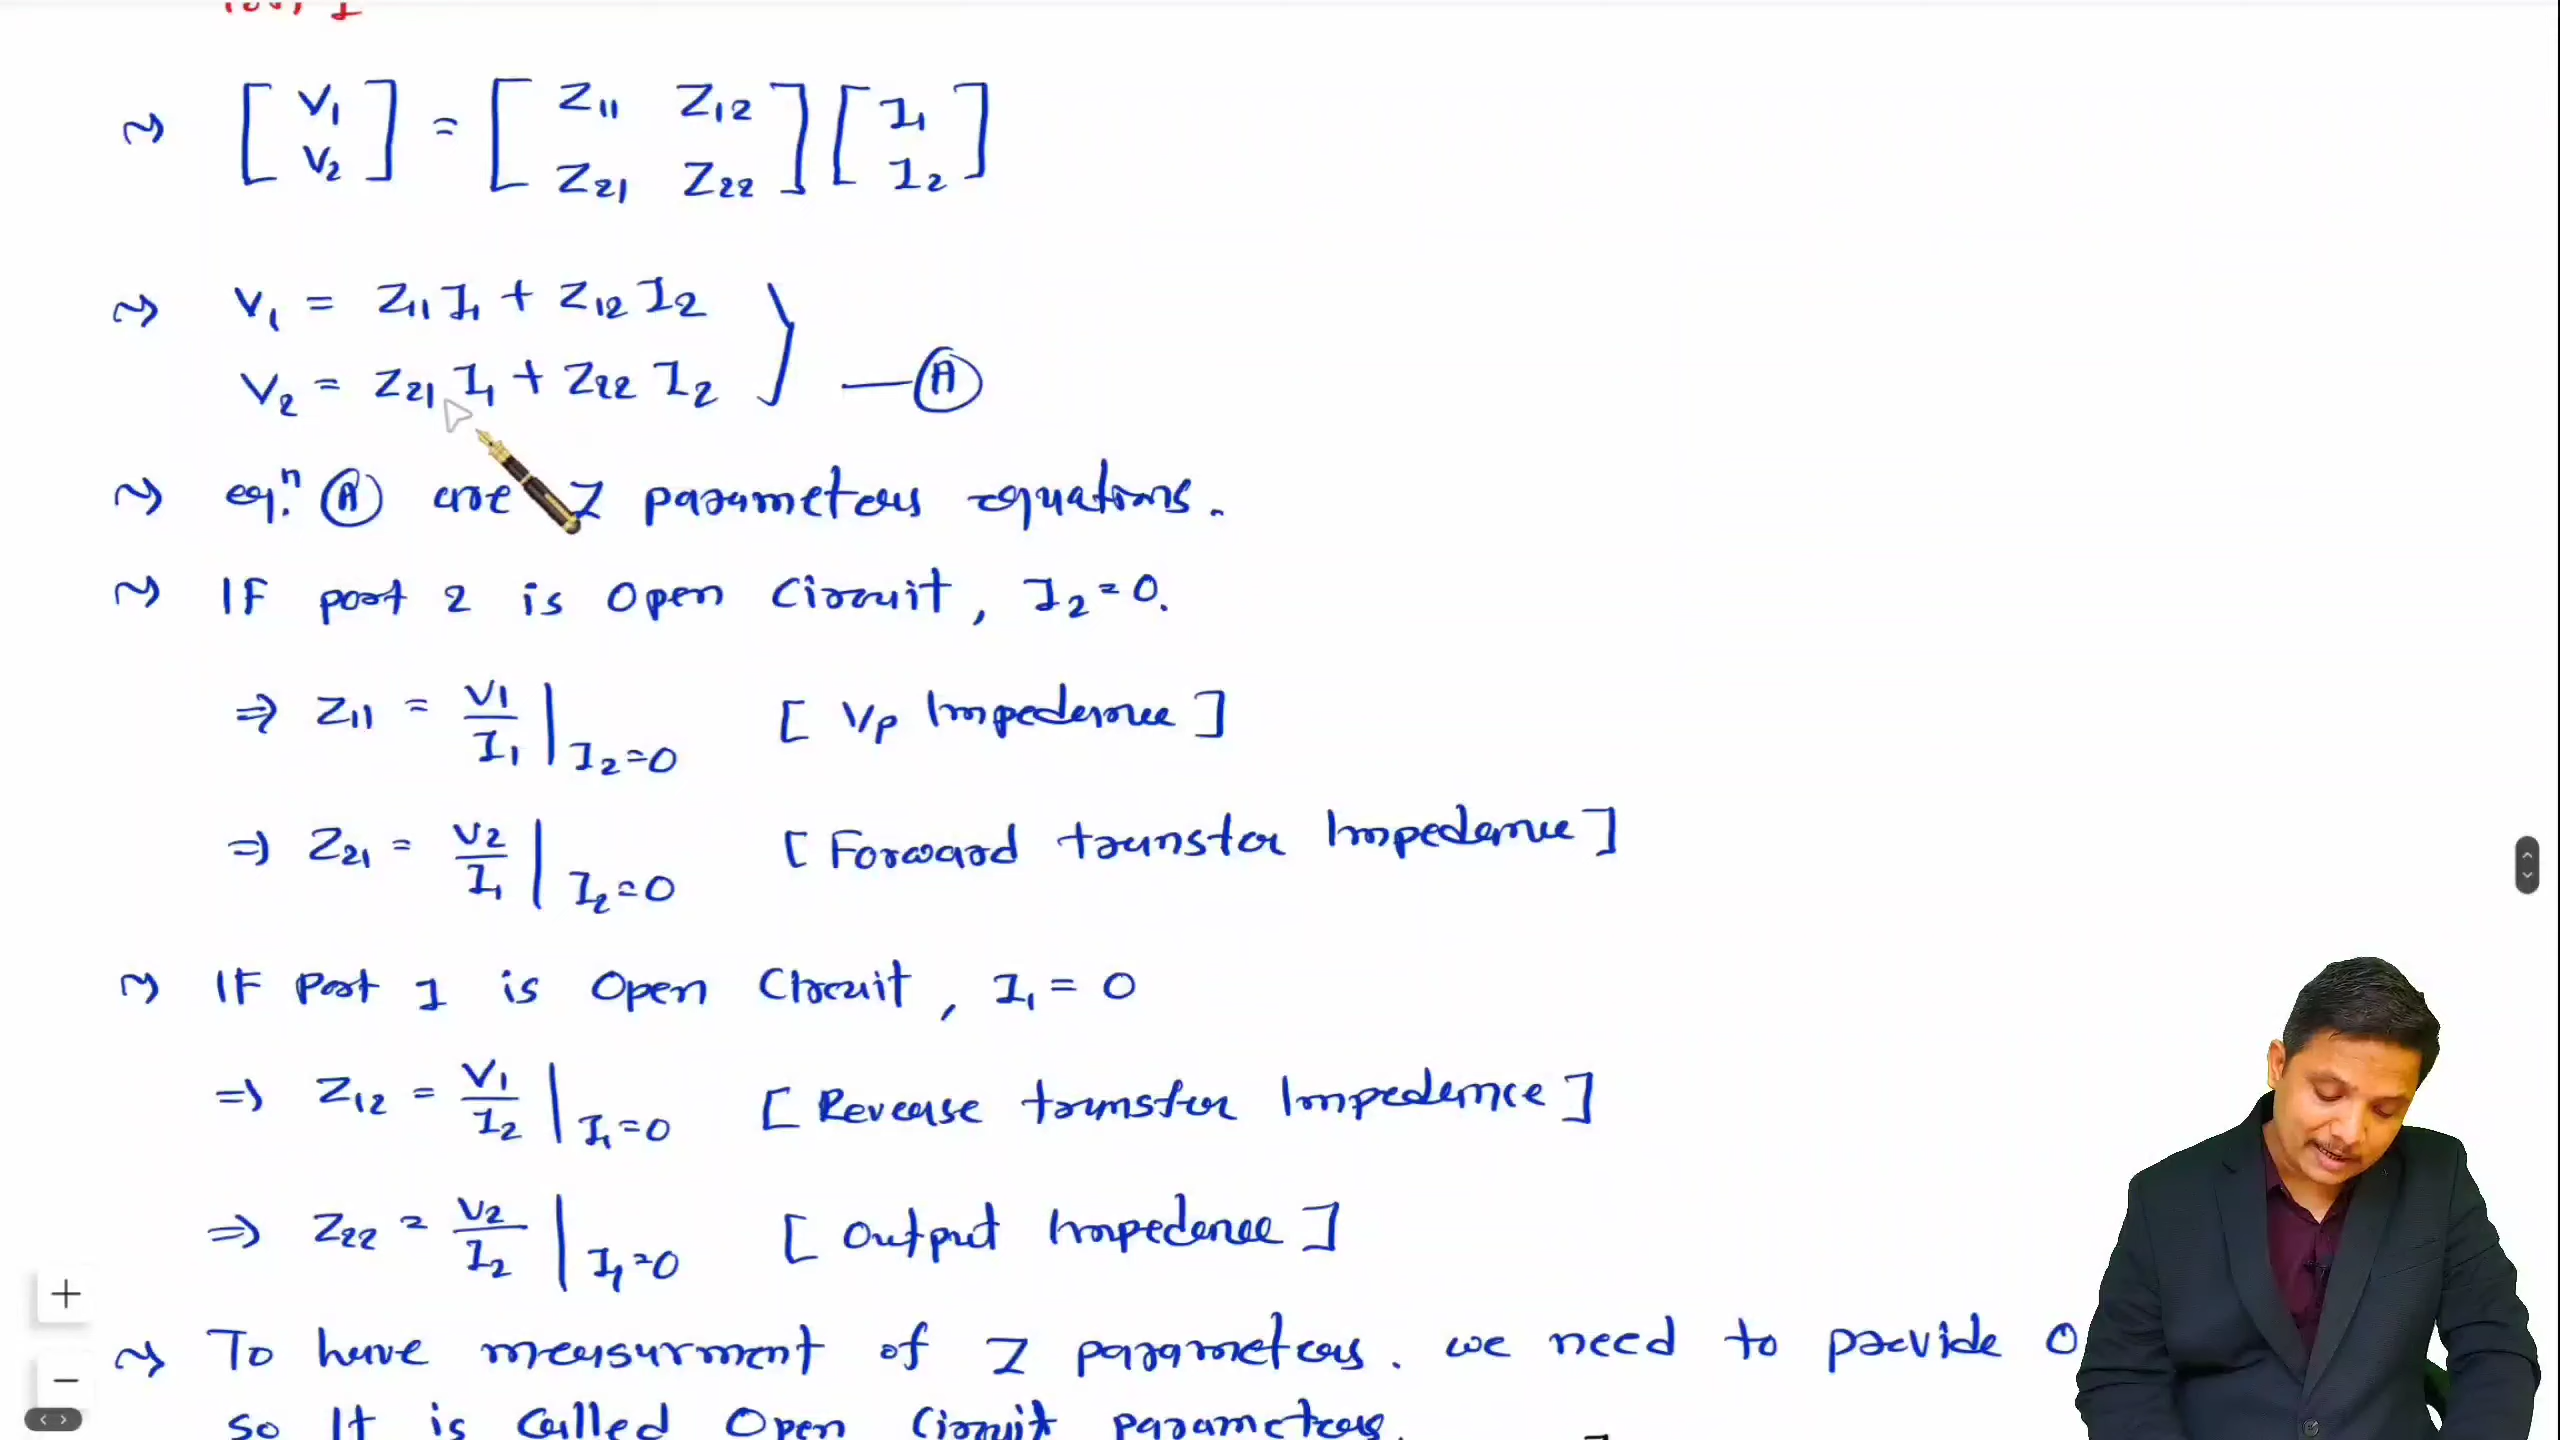 [ V1 V2 ] = [ Z11 Z12 Z21 Z22 ] [ I1 I2 ]
V1 = Z11 I1 + Z12 I2
V2 = Z21 I1 + Z22 I2 } — Ⓐ
eqⁿ. Ⓐ are Z parameters equations.
IF port 2 is open circuit, I2 = 0.
⇒ Z11 = V1/I1 | I2=0 [ I/p Impedance ]
⇒ Z21 = V2/I1 | I2=0 [ Forward transfer Impedance ]
IF Port 1 is open circuit, I1 = 0
⇒ Z12 = V1/I2 | I1=0 [ Reverse transfer Impedance ]
⇒ Z22 = V2/I2 | I1=0 [ Output Impedance ]
To have measurment of Z parameters. we need to provide O
so It is called Open Circuit parameters.